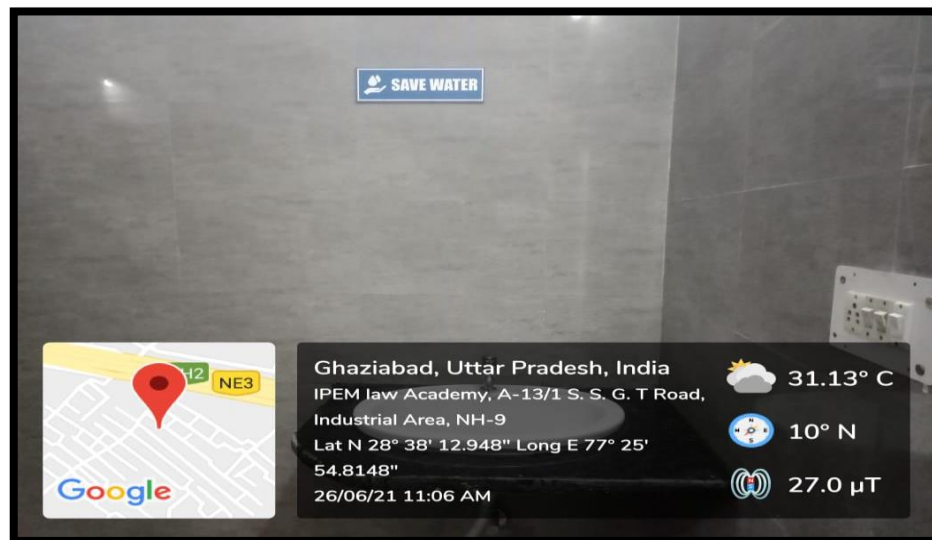 SAVE WATER
H2
NE3
Google
Ghaziabad, Uttar Pradesh, India
IPEM law Academy, A-13/1 S. S. G. T Road,
Industrial Area, NH-9
Lat N 28° 38' 12.948" Long E 77° 25'
54.8148"
26/06/21 11:06 AM
31.13° C
10° N
27.0 µT